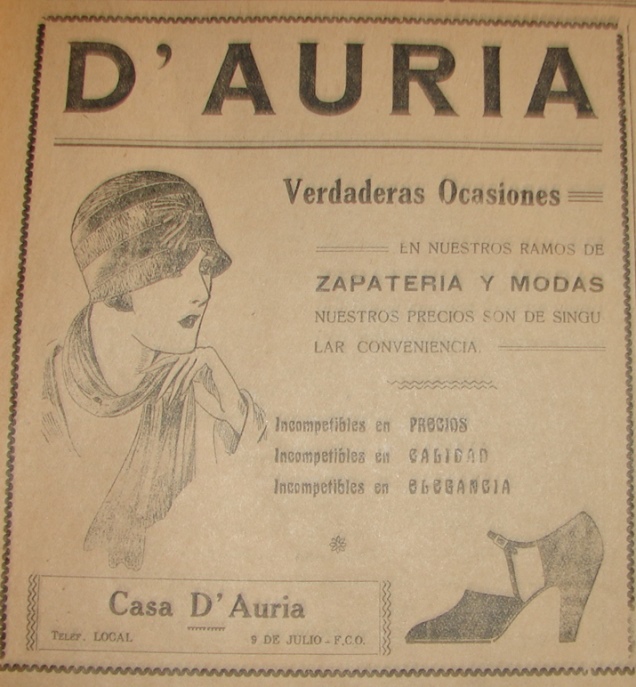 D'AURIA
Verdaderas Ocasiones
EN NUESTROS RAMOS DE
ZAPATERIA Y MODAS
NUESTROS PRECIOS SON DE SINGU
LAR CONVENIENCIA.
Incompetibles en PRECIOS
Incompetibles en CALIDAD
Incompetibles en ELEGANCIA
Casa D'Auria
TELEF. LOCAL
9 DE JULIO - F.C.O.